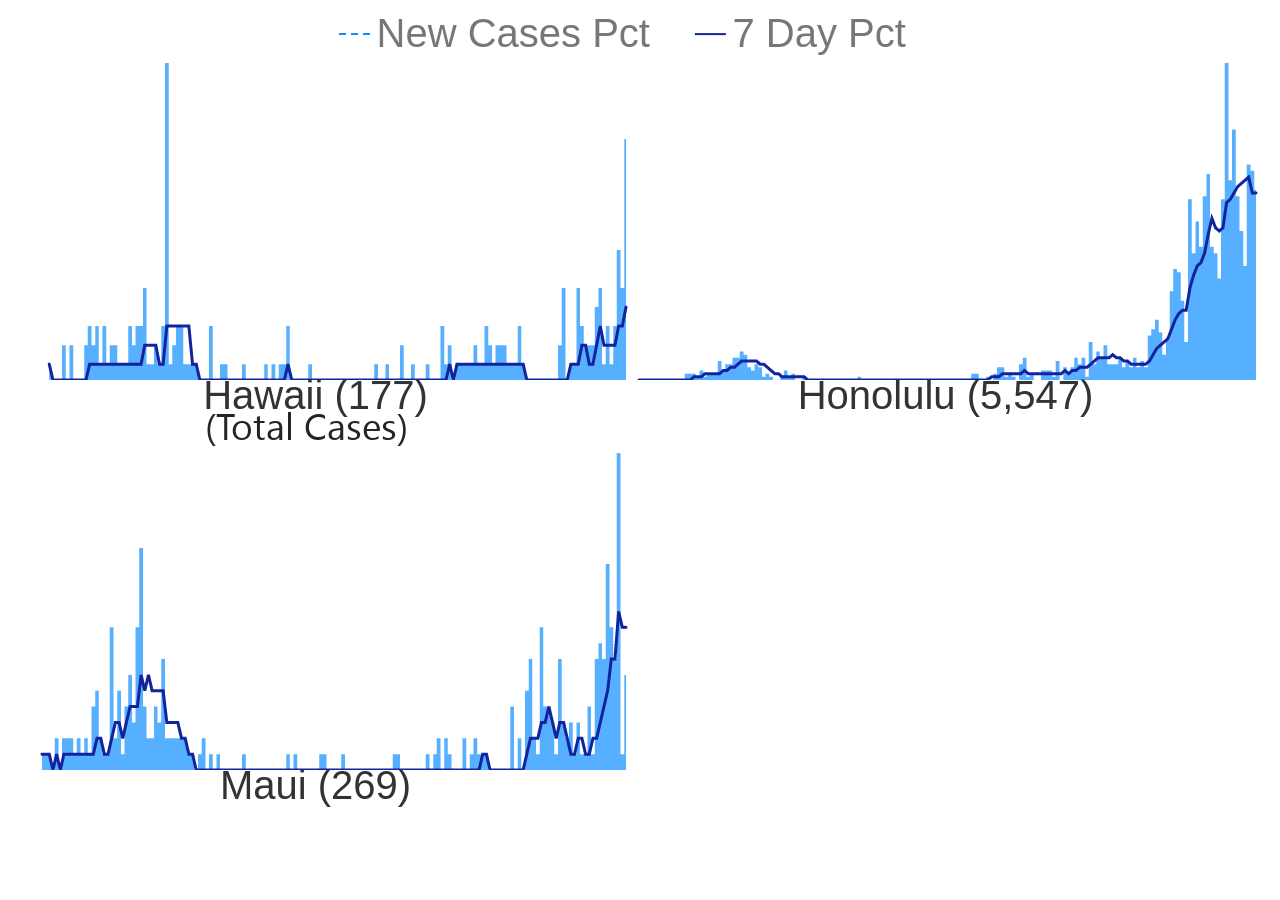 New Cases Pct 7 Day Pct
Hawaii (177)
(Total Cases)
Honolulu (5,547)
Maui (269)